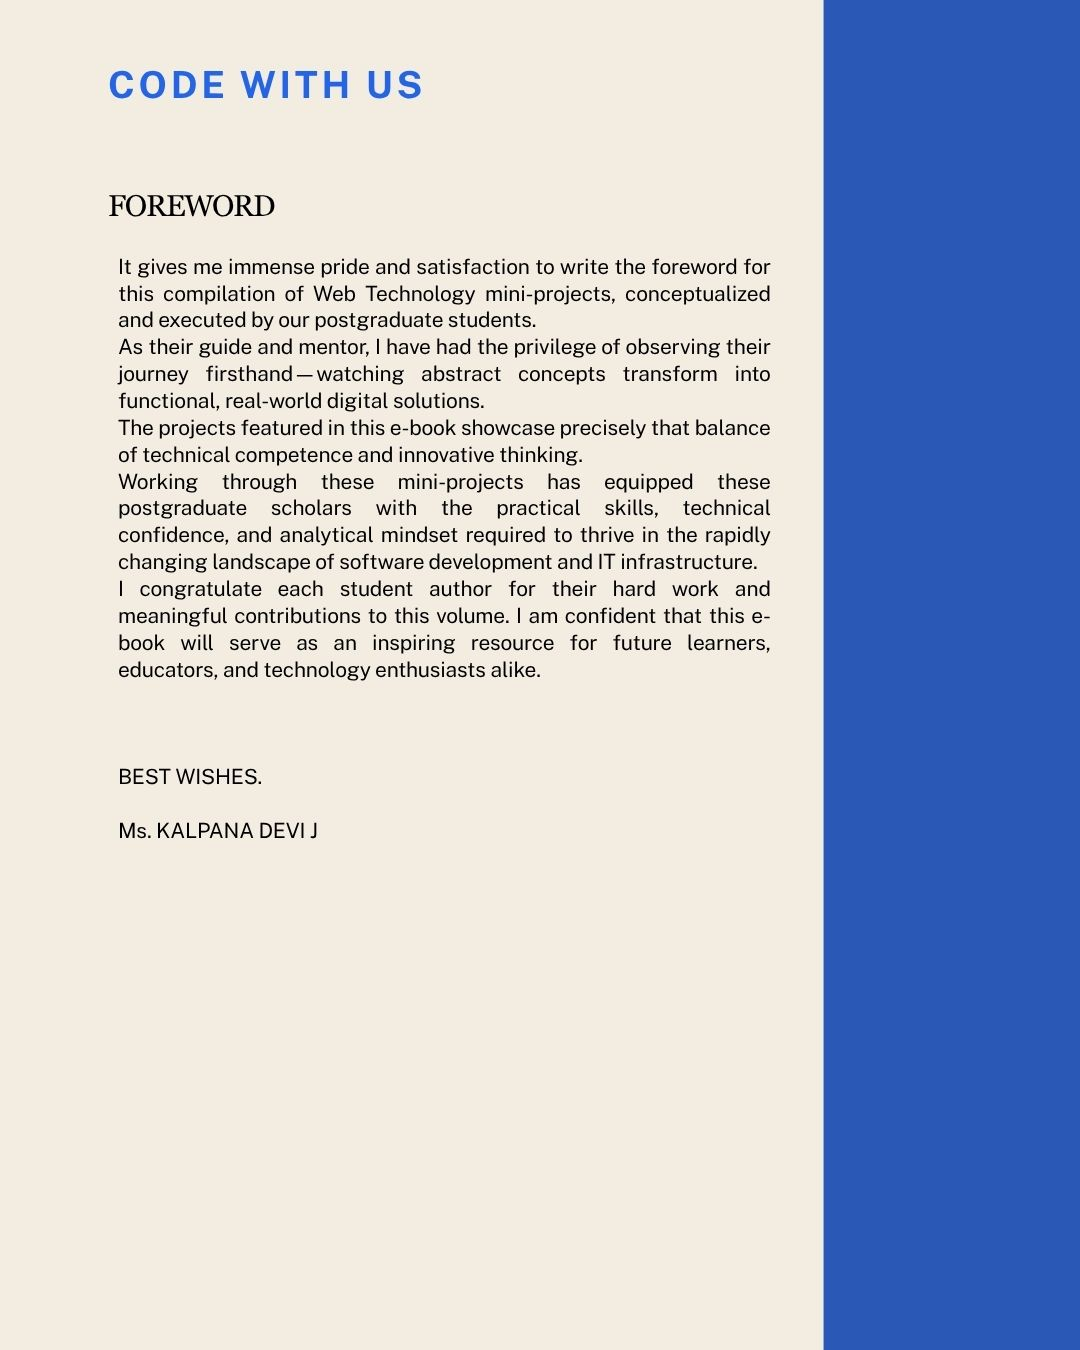 CODE WITH US
FOREWORD
It gives me immense pride and satisfaction to write the foreword for
this compilation of Web Technology mini-projects, conceptualized
and executed by our postgraduate students.
As their guide and mentor, I have had the privilege of observing their
journey firsthand—watching abstract concepts transform into
functional, real-world digital solutions.
The projects featured in this e-book showcase precisely that balance
of technical competence and innovative thinking.
Working through these mini-projects has equipped these
postgraduate scholars with the practical skills, technical
confidence, and analytical mindset required to thrive in the rapidly
changing landscape of software development and IT infrastructure.
I congratulate each student author for their hard work and
meaningful contributions to this volume. I am confident that this e-
book will serve as an inspiring resource for future learners,
educators, and technology enthusiasts alike.
BEST WISHES.
Ms. KALPANA DEVI J